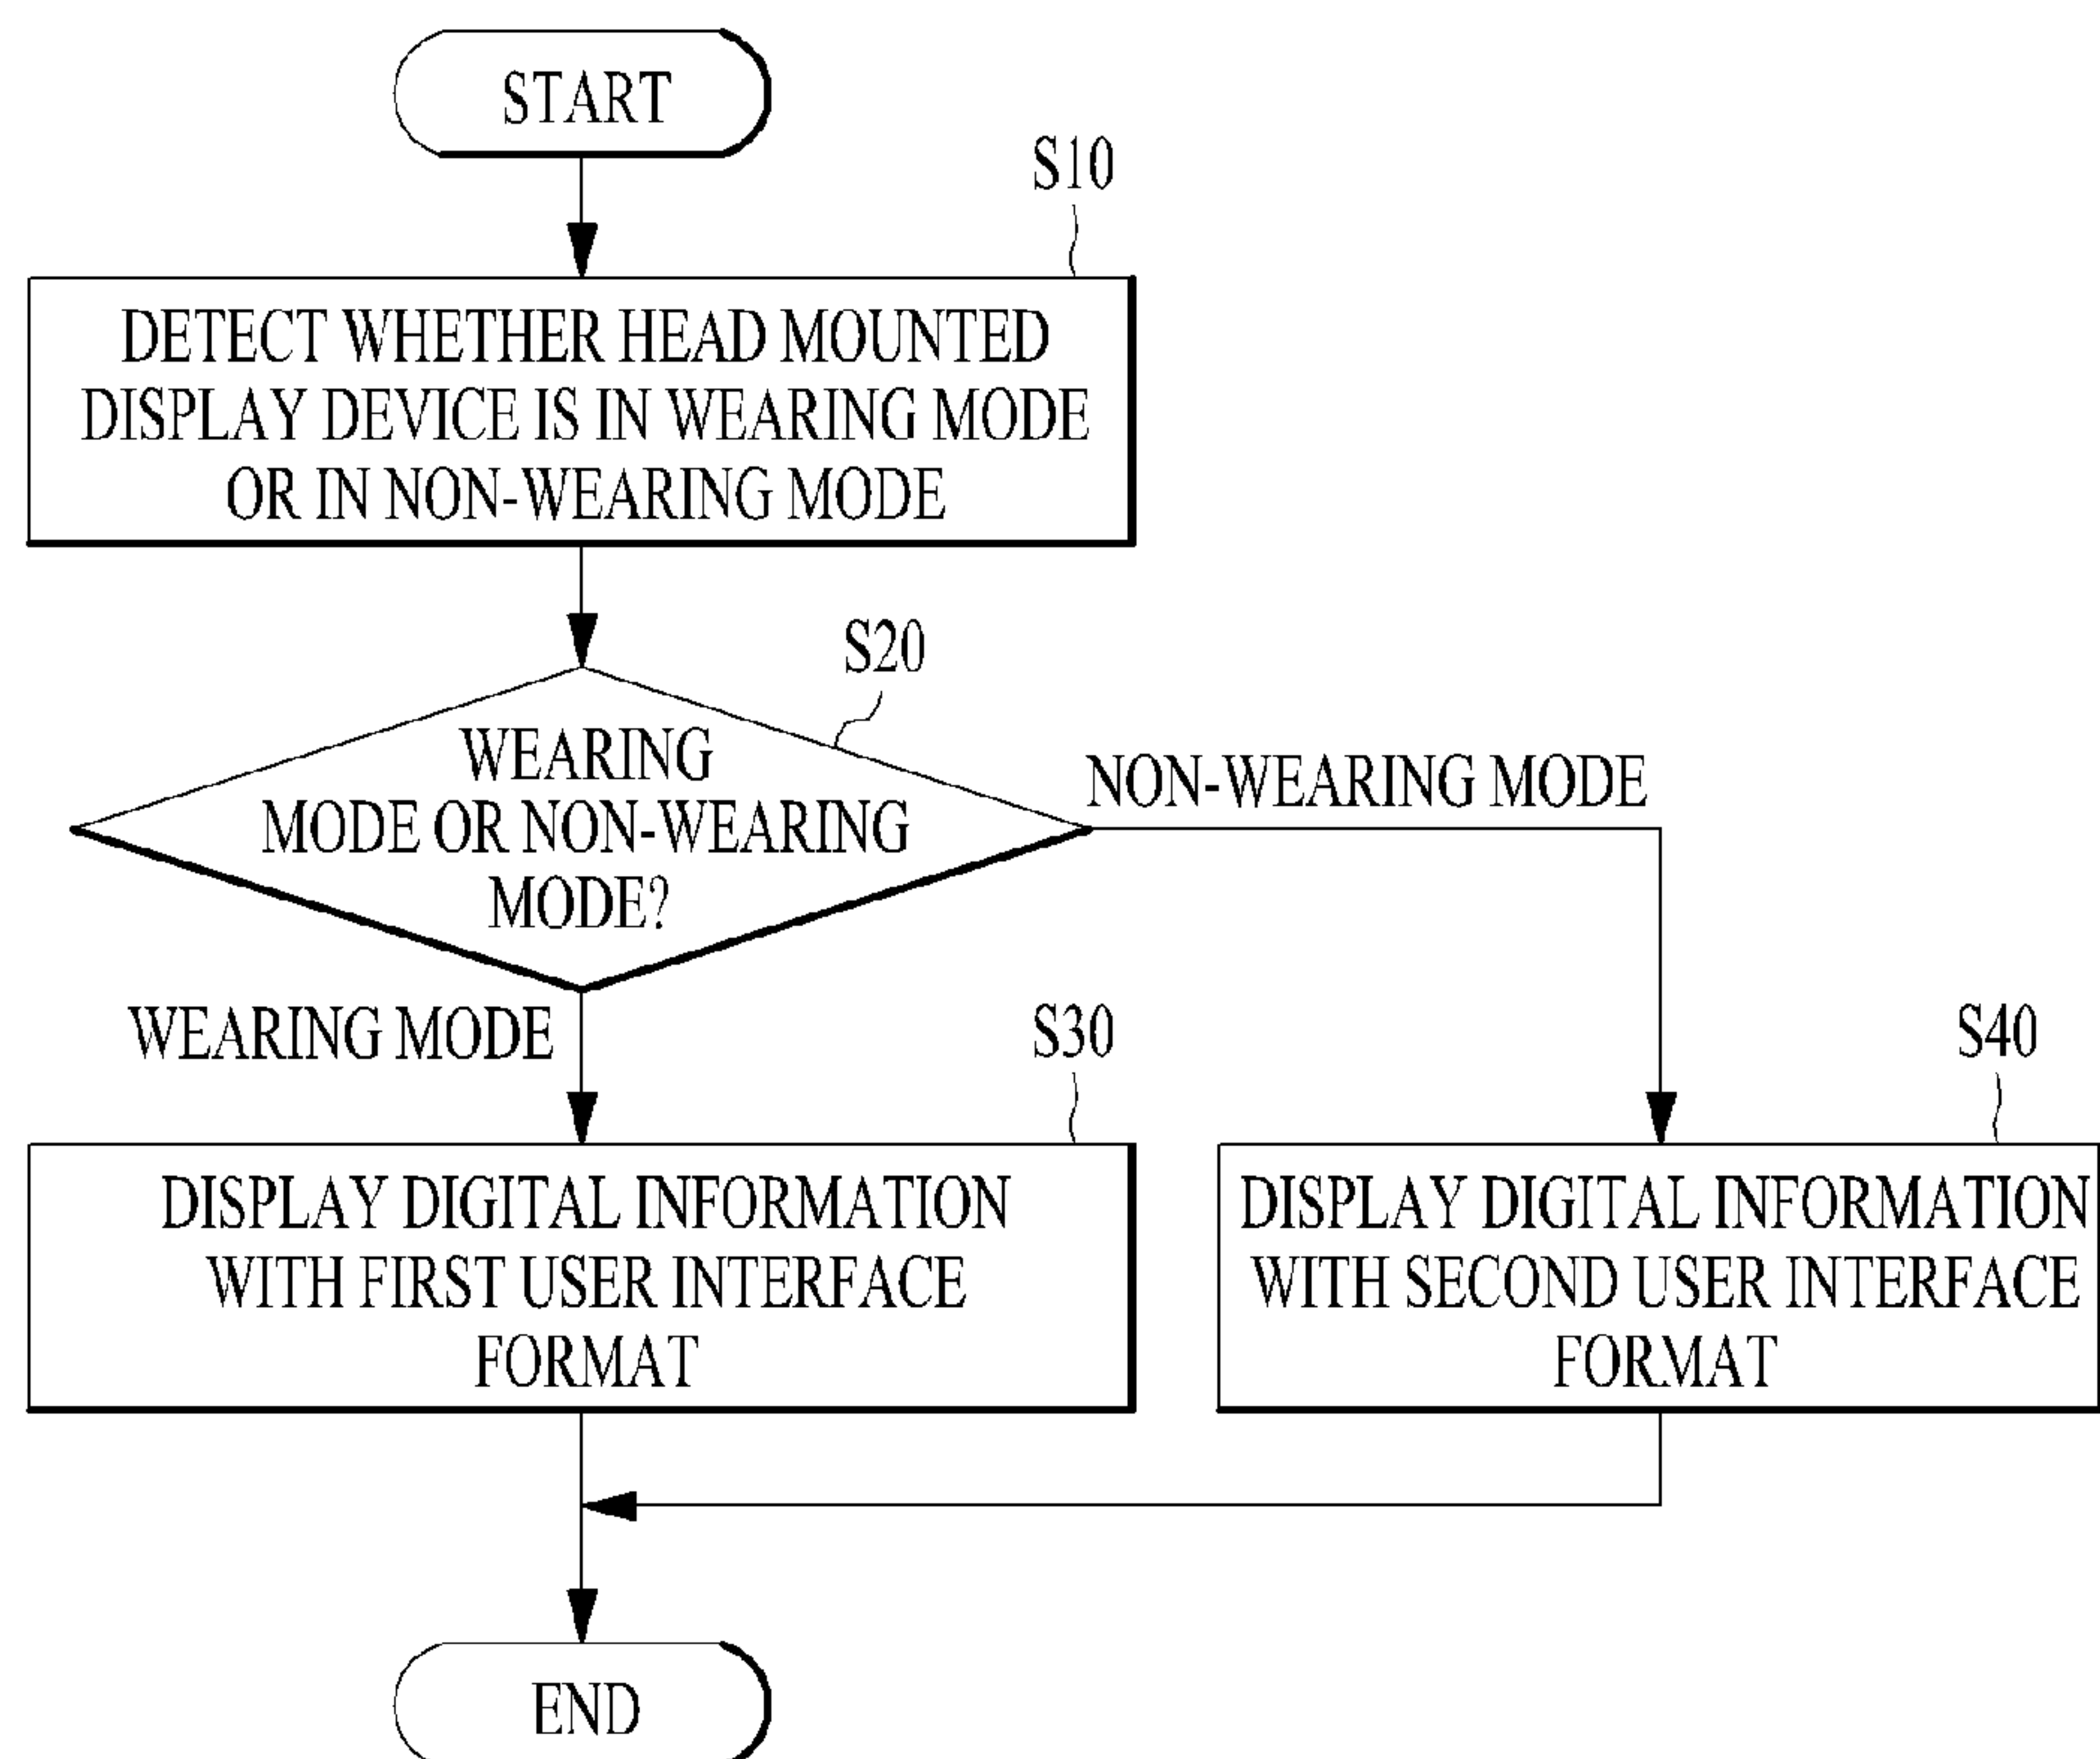 START
S10
DETECT WHETHER HEAD MOUNTED
DISPLAY DEVICE IS IN WEARING MODE
OR IN NON-WEARING MODE
S20
WEARING
MODE OR NON-WEARING
MODE?
NON-WEARING MODE
WEARING MODE
S30
DISPLAY DIGITAL INFORMATION
WITH FIRST USER INTERFACE
FORMAT
S40
DISPLAY DIGITAL INFORMATION
WITH SECOND USER INTERFACE
FORMAT
END